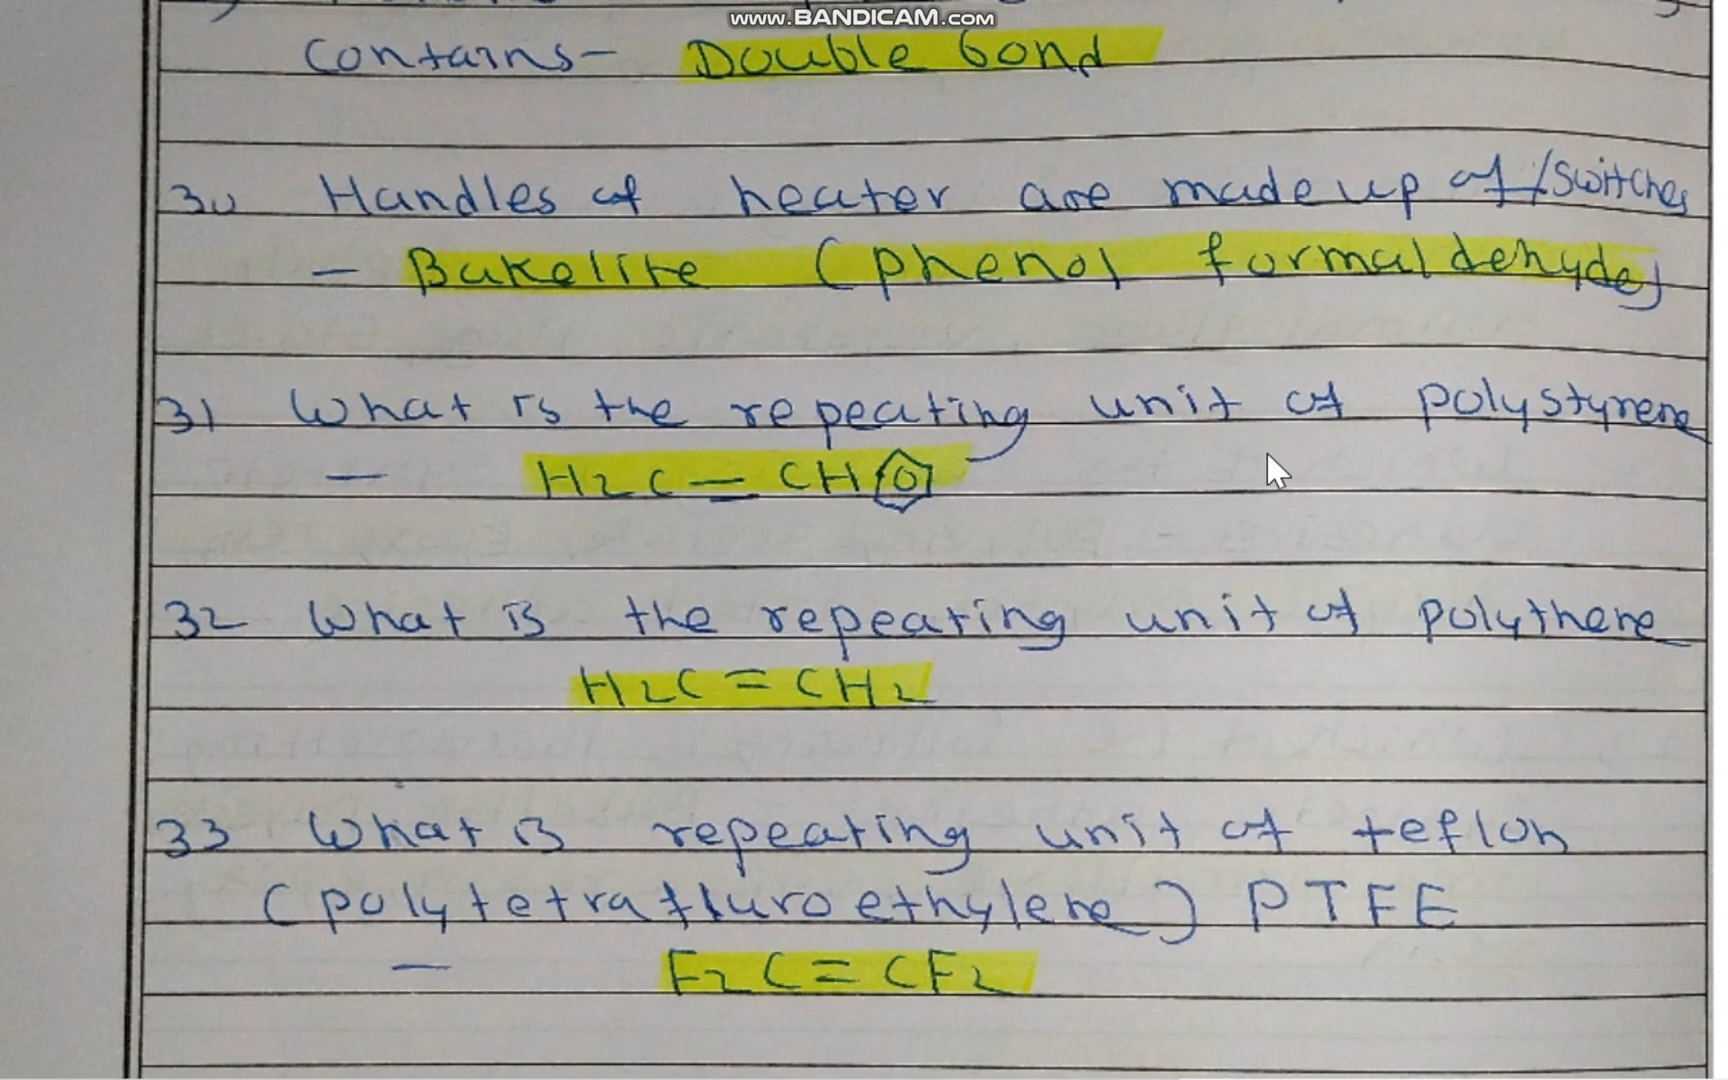 www.BANDICAM.com
contains - Double bond
30 Handles of heater are made up of /switches
- Bakelite (phenol formaldehyde)
31 What is the repeating unit of polystyrene
- H2C = CH
32 What is the repeating unit of polythene
H2C = CH2
33 What is repeating unit of teflon
(polytetrafluroethylene) PTFE
- F2C = CF2